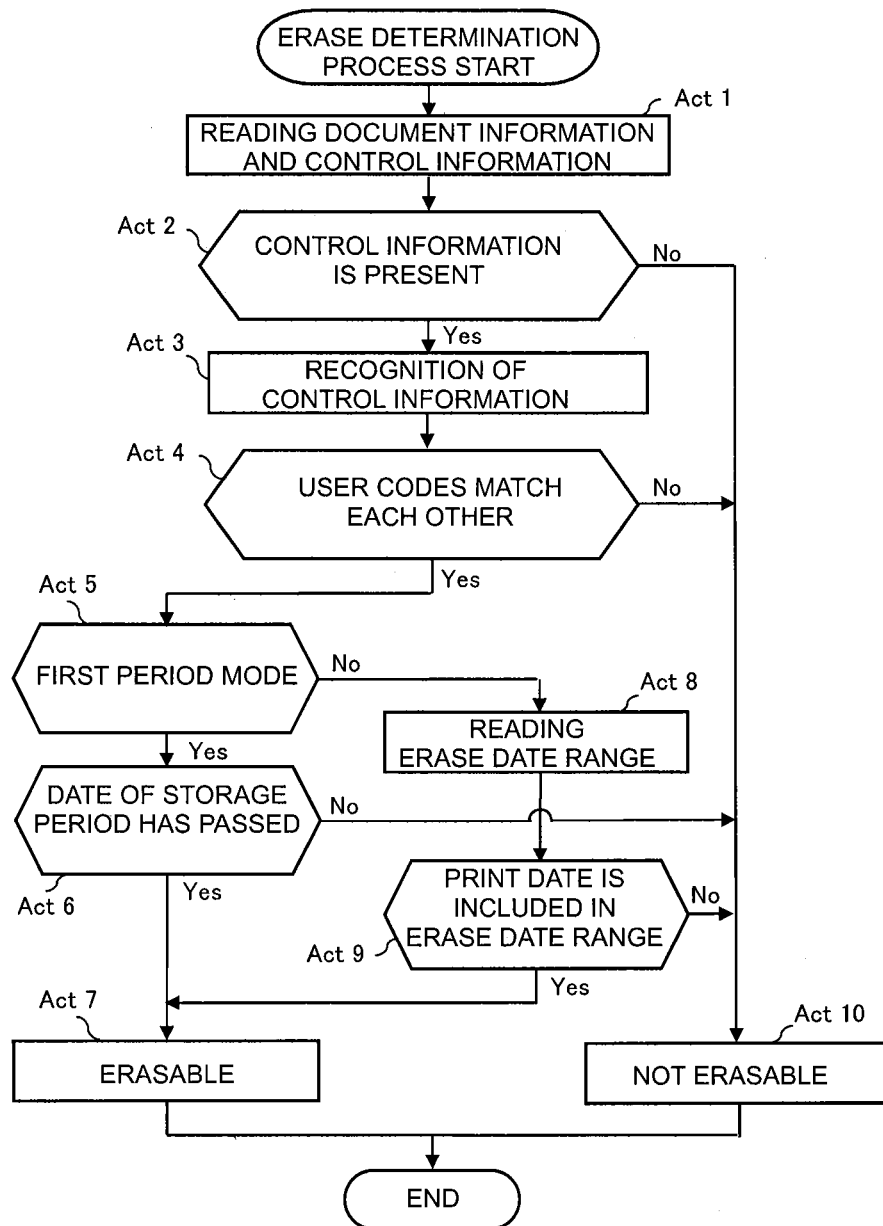 ERASE DETERMINATION
PROCESS START
Act 1
READING DOCUMENT INFORMATION
AND CONTROL INFORMATION
Act 2
CONTROL INFORMATION
IS PRESENT
No
Yes
Act 3
RECOGNITION OF
CONTROL INFORMATION
Act 4
USER CODES MATCH
EACH OTHER
No
Yes
Act 5
FIRST PERIOD MODE
No
Yes
Act 8
READING
ERASE DATE RANGE
DATE OF STORAGE
PERIOD HAS PASSED
No
Act 6
Yes
PRINT DATE IS
INCLUDED IN
ERASE DATE RANGE
No
Act 9
Yes
Act 7
ERASABLE
Act 10
NOT ERASABLE
END